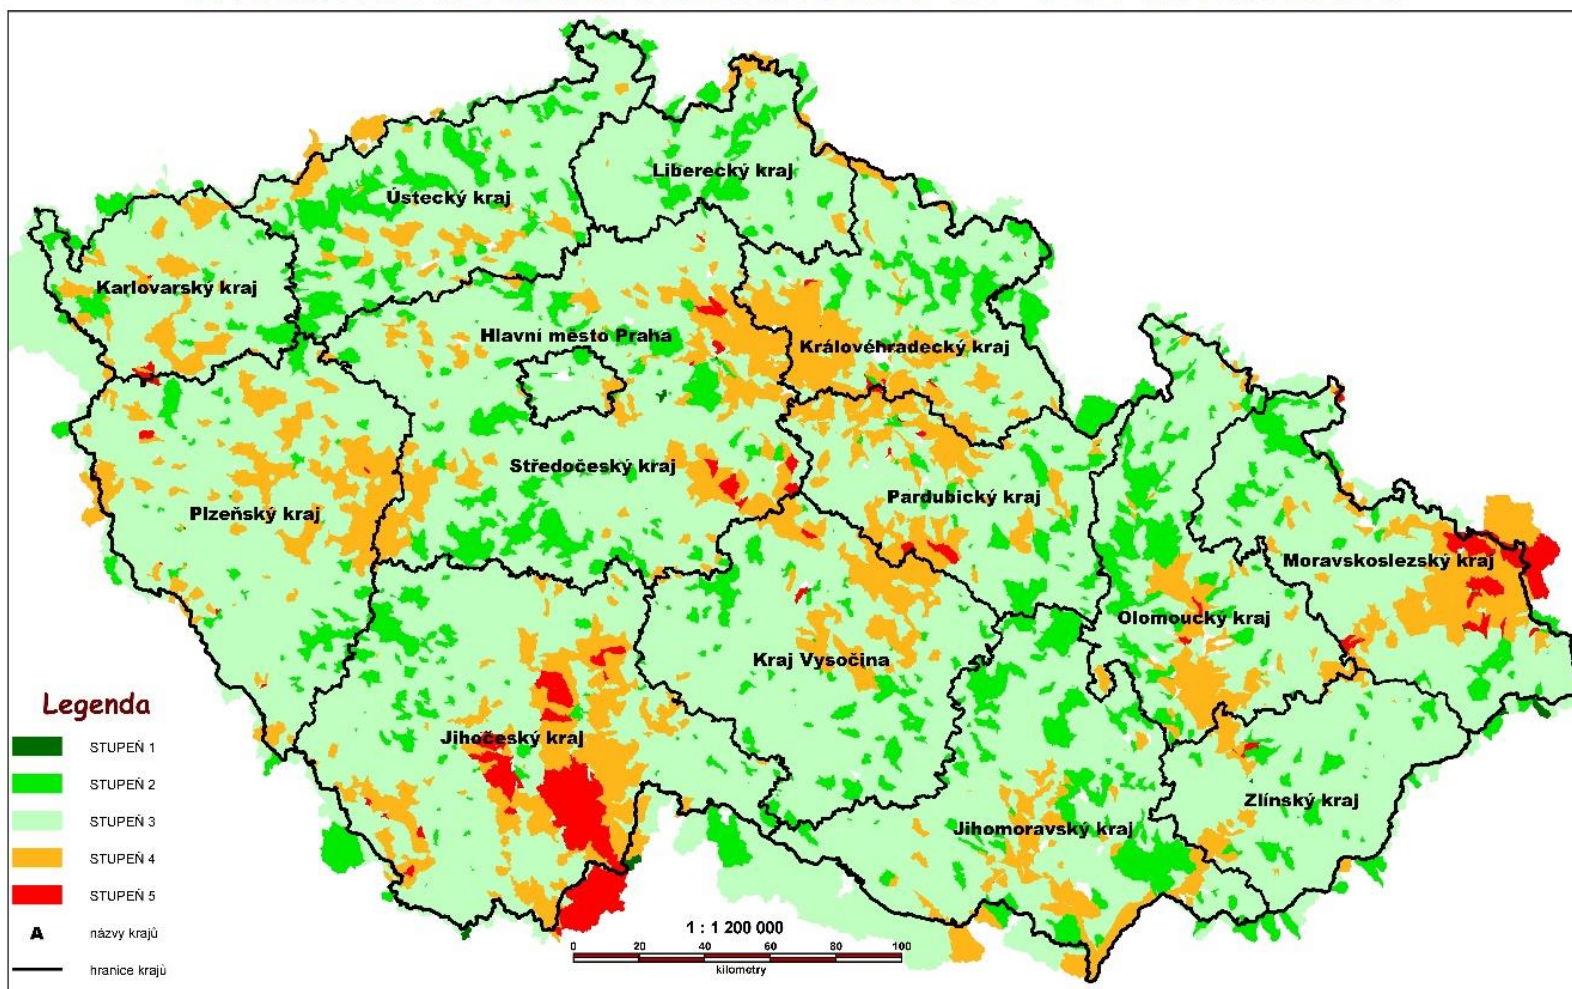 Liberecký kraj
Ústecký kraj
Karlovarský kraj
Hlavní město Praha
Královéhradecký kraj
Středočeský kraj
Pardubický kraj
Plzeňský kraj
Moravskoslezský kraj
Olomoucký kraj
Kraj Vysočina
Jihočeský kraj
Zlínský kraj
Jihomoravský kraj
Legenda
STUPEŇ 1
STUPEŇ 2
STUPEŇ 3
STUPEŇ 4
STUPEŇ 5
A názvy krajů
hranice krajů
1 : 1 200 000
0 20 40 60 80 100
kilometry